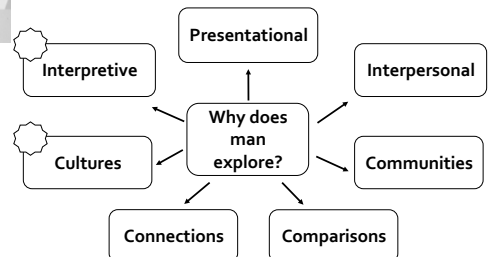 Presentational
Interpretive
Interpersonal
Why does
man
explore?
Cultures
Communities
Connections
Comparisons